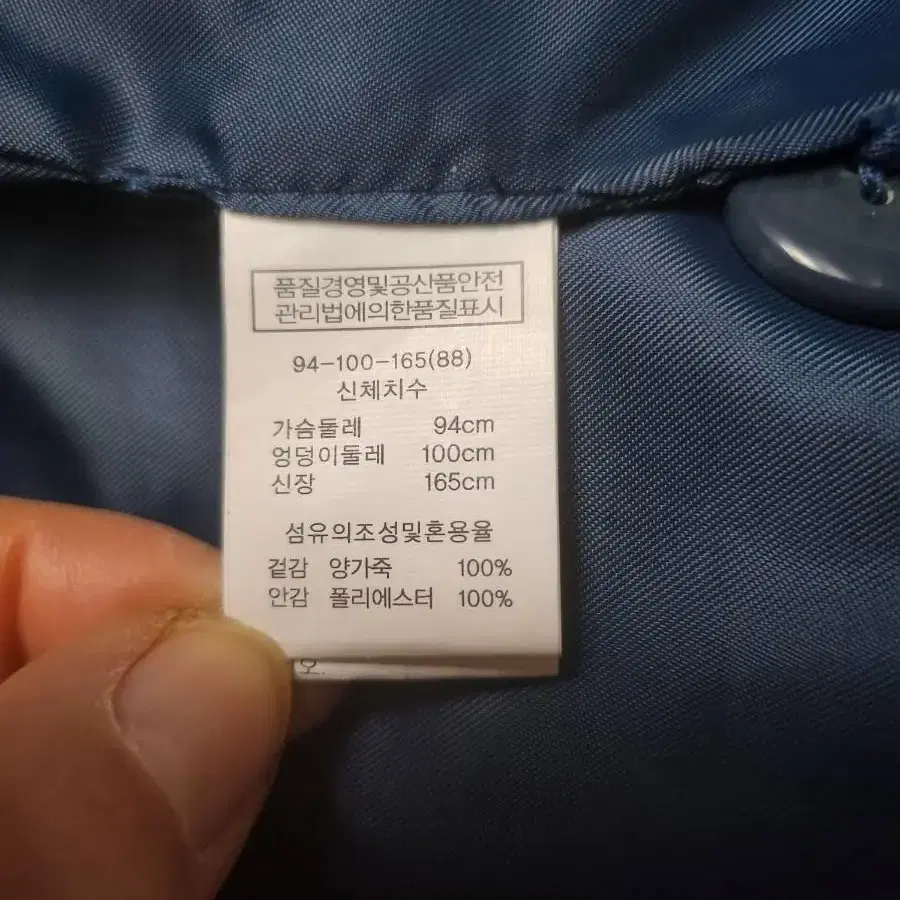 품질경영및공산품안전
관리법에의한품질표시
94-100-165(88)
신체치수
가슴둘레 94cm
엉덩이둘레 100cm
신장 165cm
섬유의조성및혼용율
겉감 양가죽 100%
안감 폴리에스터 100%
오.